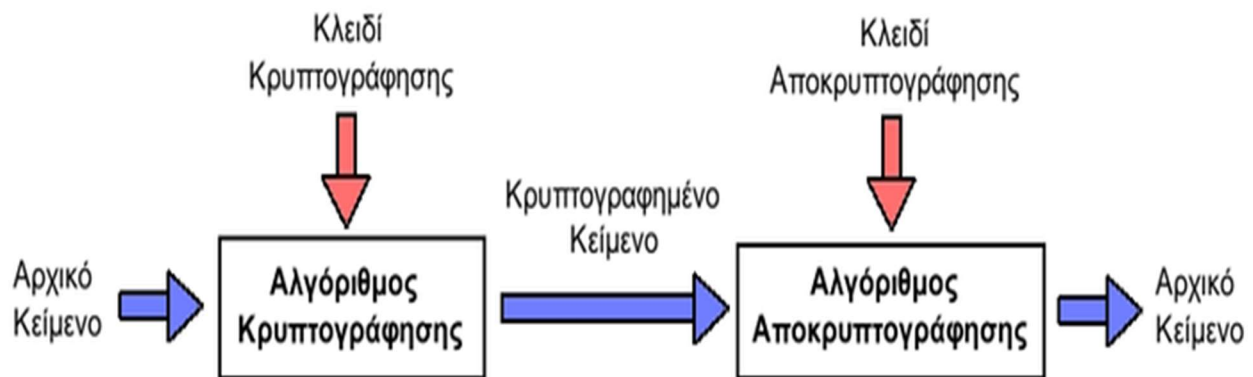 Κλειδί
Κρυπτογράφησης
Κλειδί
Αποκρυπτογράφησης
Κρυπτογραφημένο
Κείμενο
Αρχικό
Κείμενο
Αλγόριθμος
Κρυπτογράφησης
Αλγόριθμος
Αποκρυπτογράφησης
Αρχικό
Κείμενο